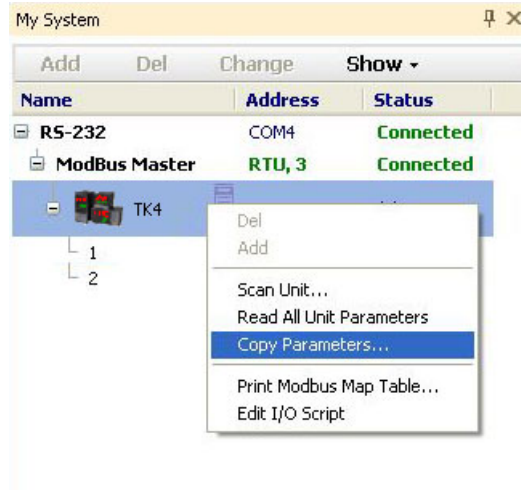 My System
Add Del Change Show
Name Address Status
RS-232 COM4 Connected
ModBus Master RTU, 3 Connected
TK4
1
2
Del
Add
Scan Unit...
Read All Unit Parameters
Copy Parameters...
Print Modbus Map Table...
Edit I/O Script